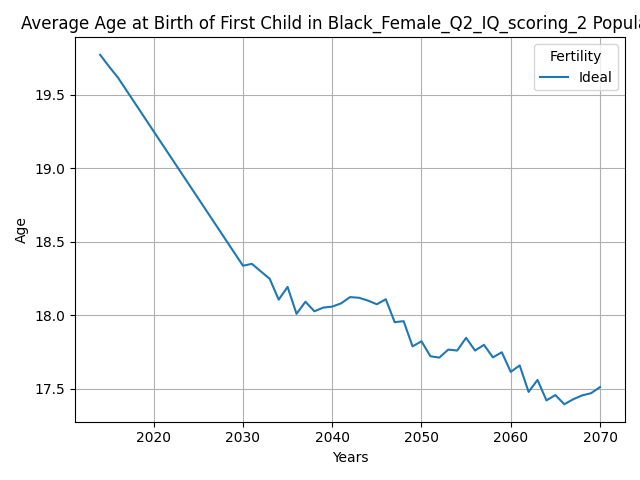 Average Age at Birth of First Child in Black_Female_Q2_IQ_scoring_2 Popula
Fertility
Ideal
Age
19.5
19.0
18.5
18.0
17.5
2020 2030 2040 2050 2060 2070
Years